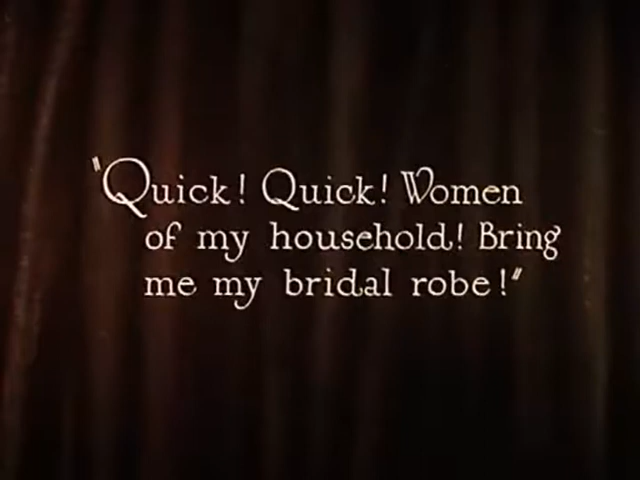 "Quick! Quick! Women
of my household! Bring
me my bridal robe!"